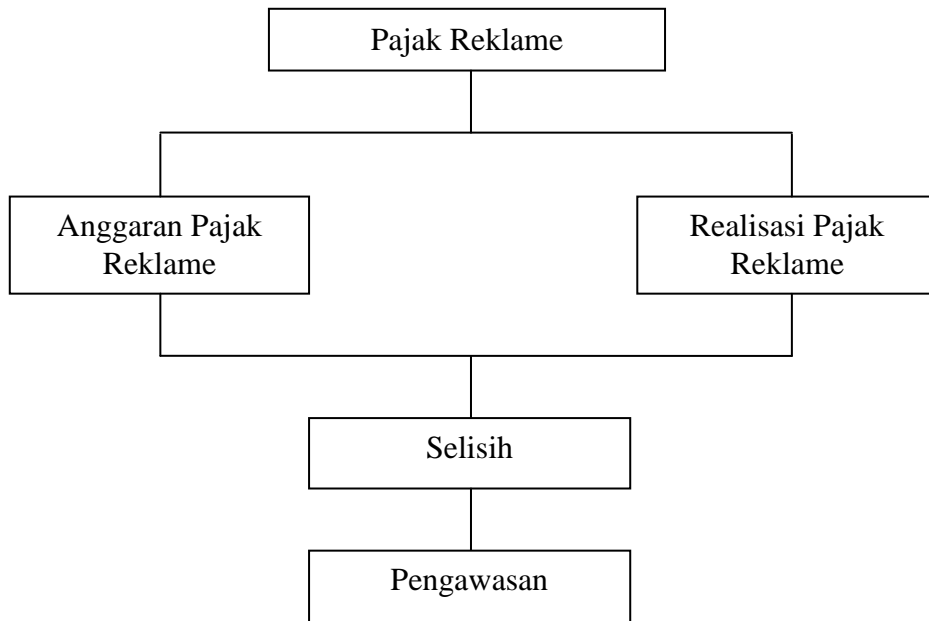 Pajak Reklame
Anggaran Pajak
Reklame
Realisasi Pajak
Reklame
Selisih
Pengawasan